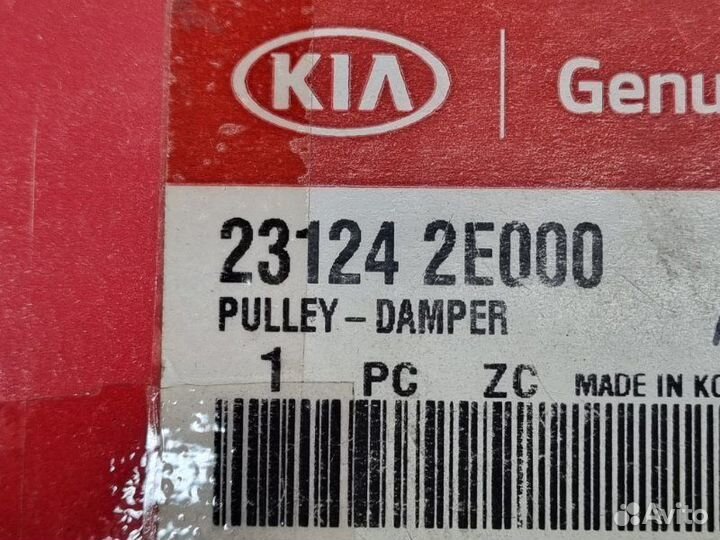 KIA
Genu
23124 2E000
PULLEY-DAMPER
1 PC ZC MADE IN KO
Avito